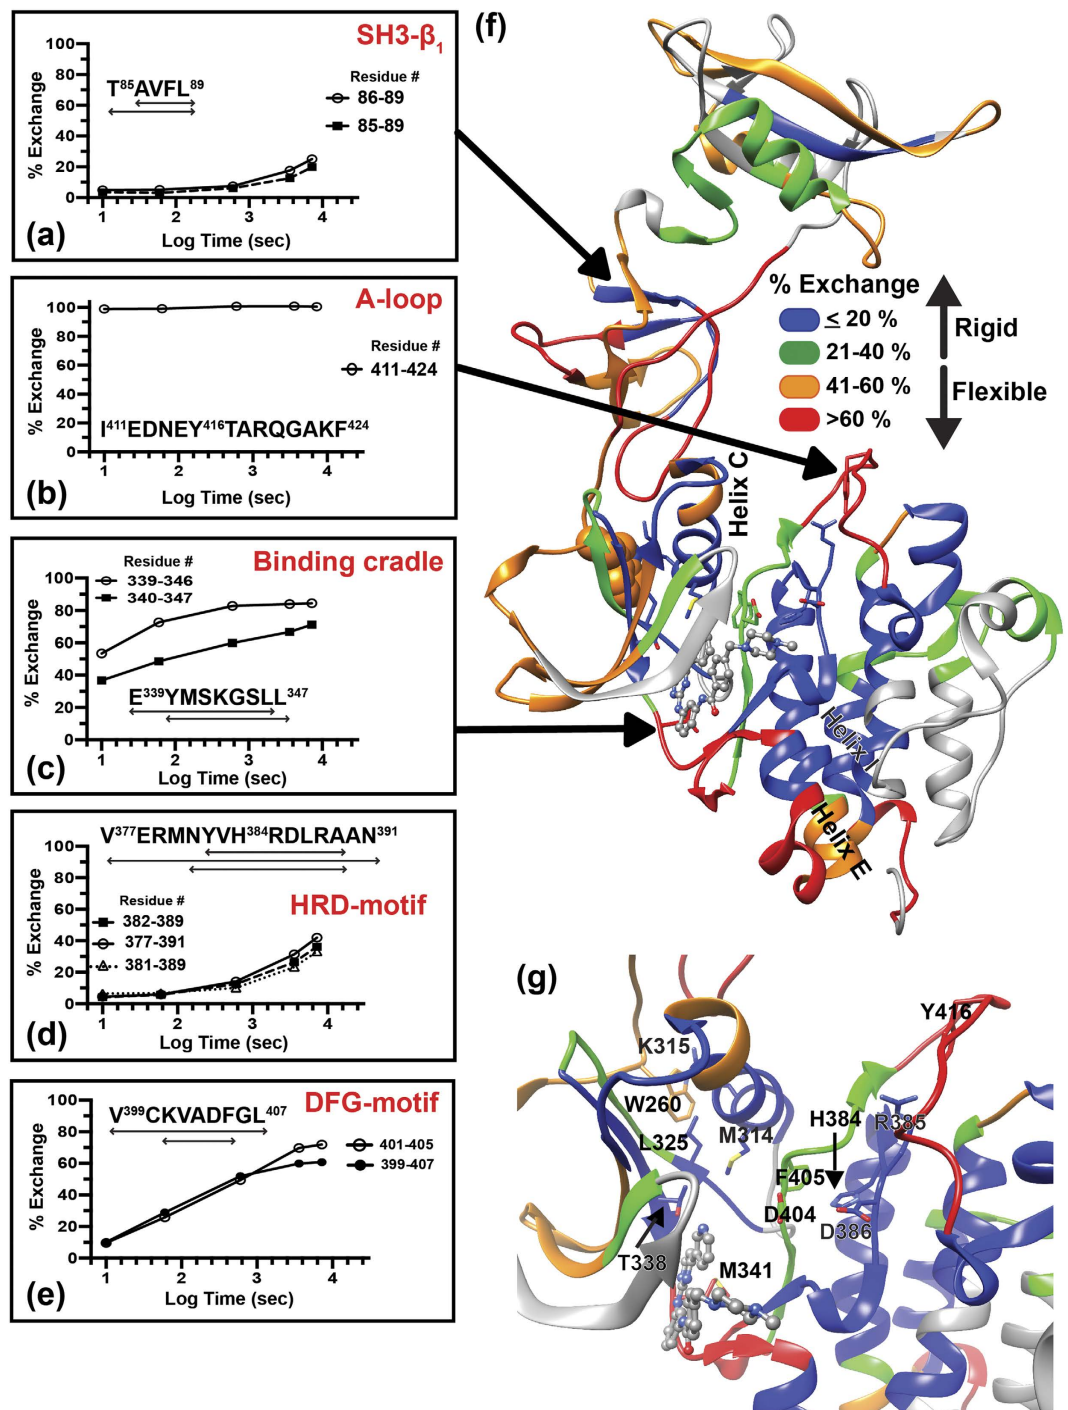 SH3-β1
% Exchange
100
80
60
40
20
0
T85AVFL89
Residue #
86-89
85-89
1
2
3
4
(a)
Log Time (sec)
A-loop
% Exchange
100
80
60
40
20
0
Residue #
411-424
I411EDNEY416TARQGAKF424
1
2
3
4
(b)
Log Time (sec)
Binding cradle
Residue #
339-346
340-347
% Exchange
100
80
60
40
20
0
E339YMSKGSLL347
1
2
3
4
(c)
Log Time (sec)
V377ERMNYVH384RDLRAAN391
% Exchange
100
80
60
40
20
0
Residue #
382-389
377-391
381-389
HRD-motif
1
2
3
4
(d)
Log Time (sec)
DFG-motif
V399CKVADFGL407
% Exchange
100
80
60
40
20
0
401-405
399-407
1
2
3
4
(e)
Log Time (sec)
(f)
% Exchange
≤ 20 %
21-40 %
41-60 %
>60 %
Rigid
Flexible
Helix C
Helix I
Helix E
(g)
Y416
K315
W260
H384
R385
L325
M314
F405
D404
D386
T338
M341